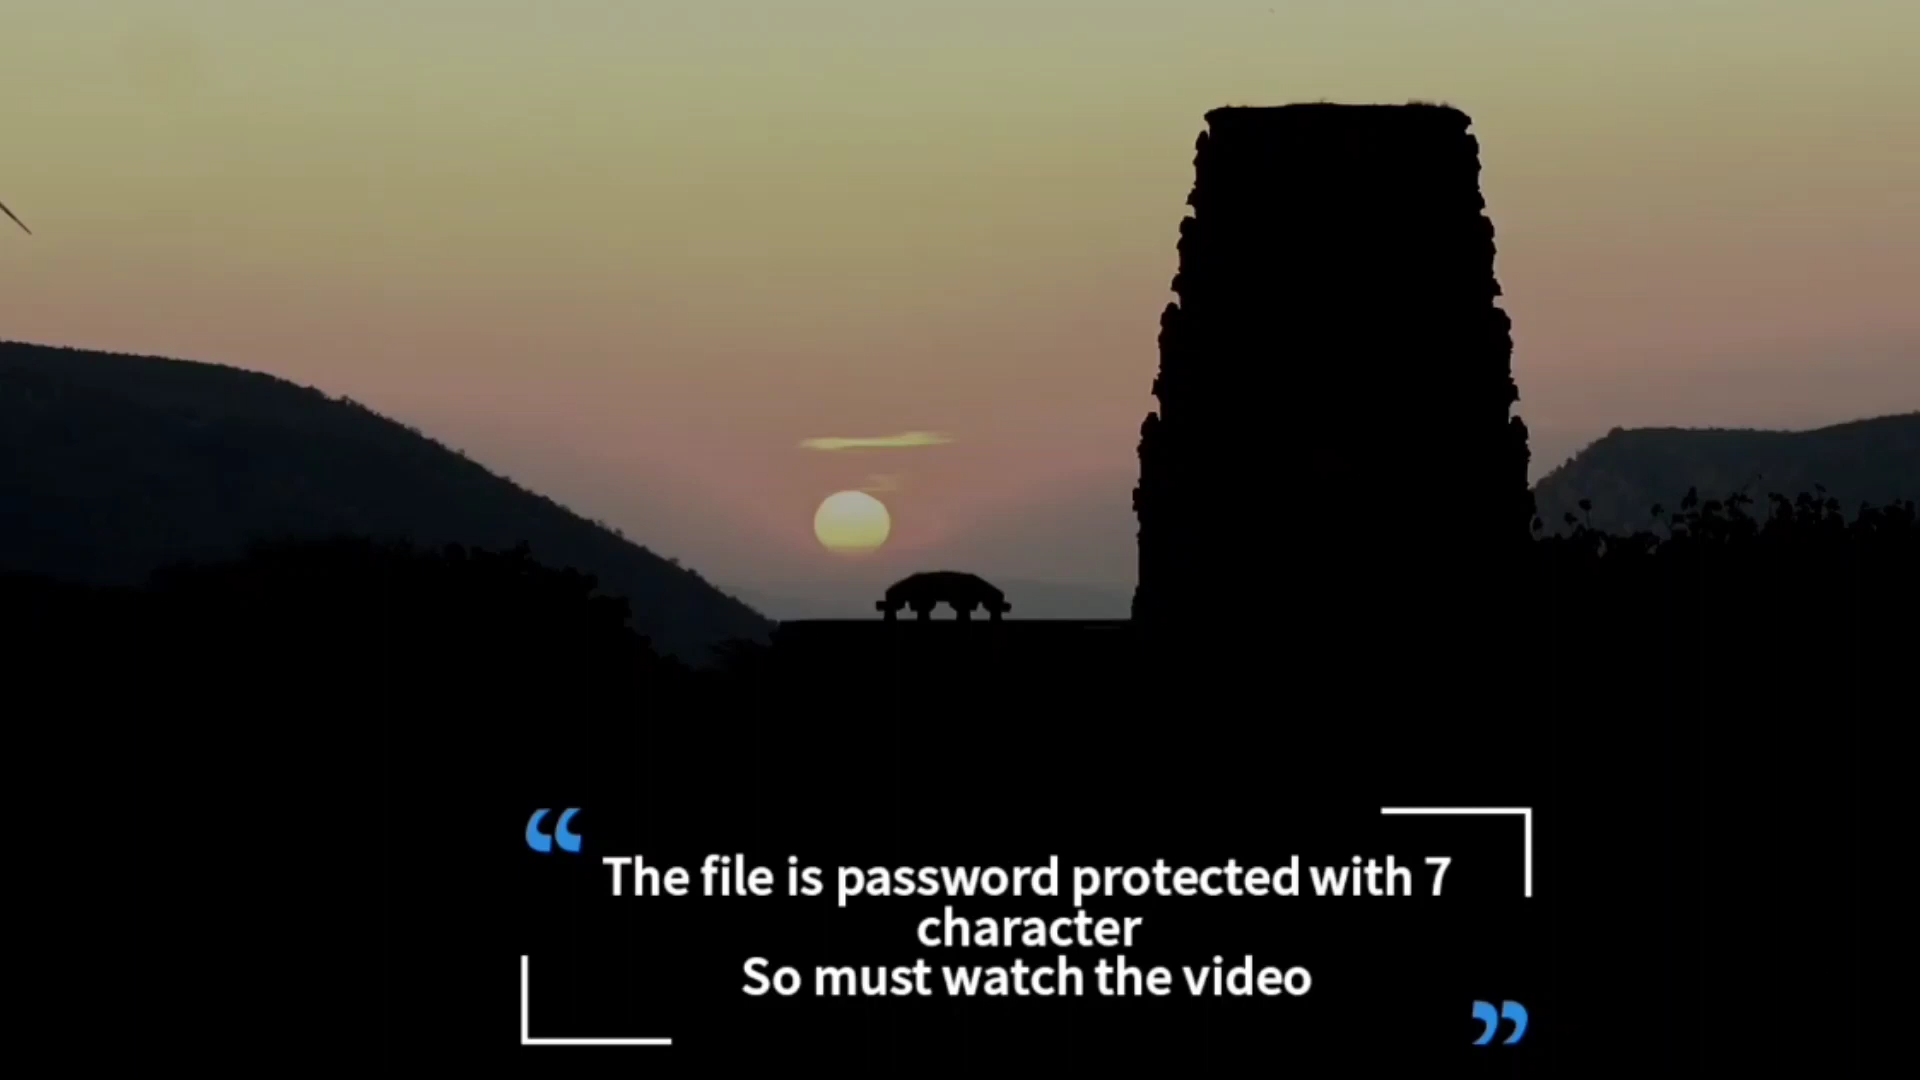 “
The file is password protected with 7
character
So must watch the video
”